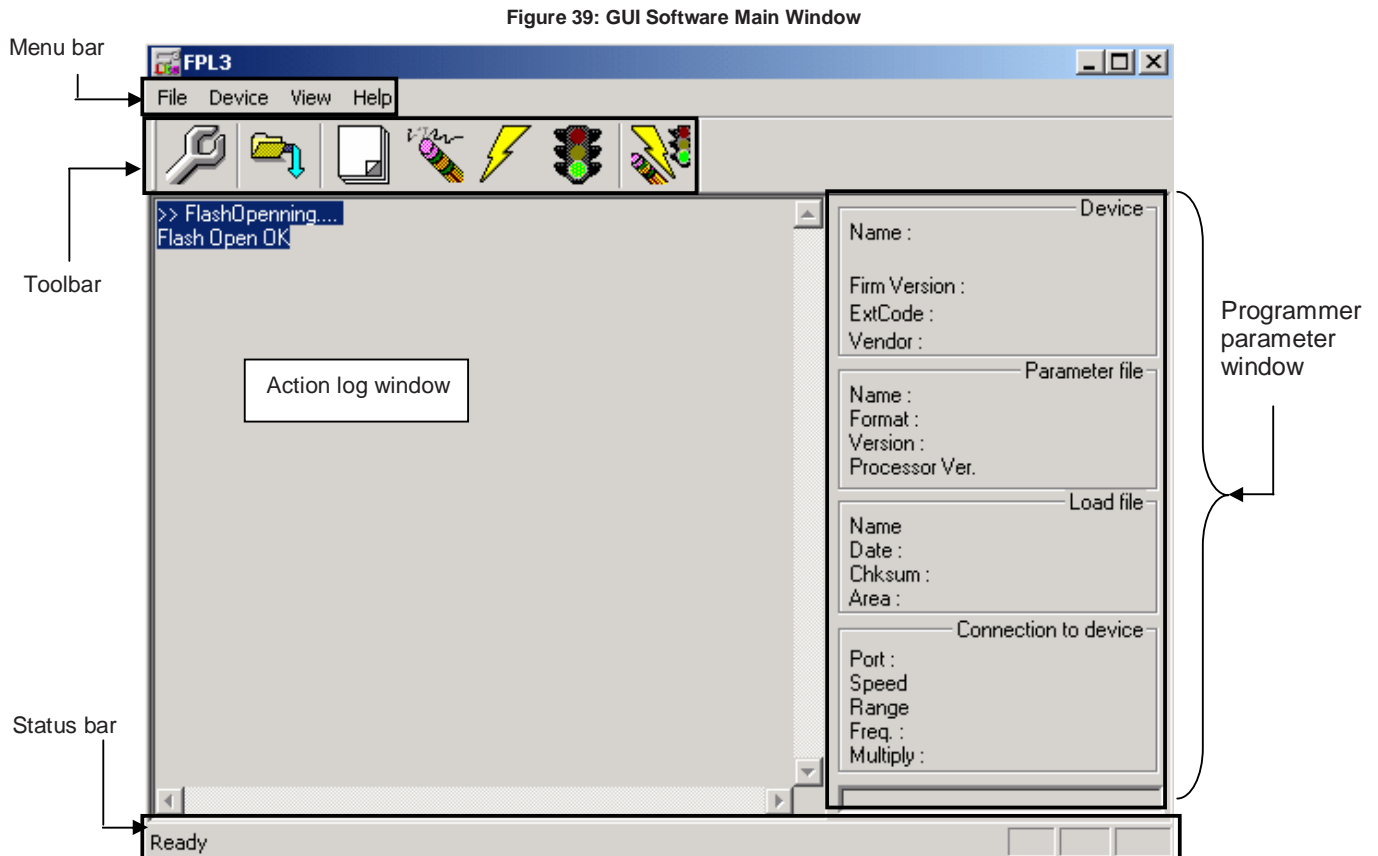 Figure 39: GUI Software Main Window
Menu bar
FPL3
File Device View Help
Toolbar
>> FlashOpenning....
Flash Open OK
Action log window
Device
Name :
Firm Version :
ExtCode :
Vendor :
Parameter file
Name :
Format :
Version :
Processor Ver.
Load file
Name
Date :
Chksum :
Area :
Connection to device
Port :
Speed
Range
Freq. :
Multiply :
Programmer
parameter
window
Status bar
Ready